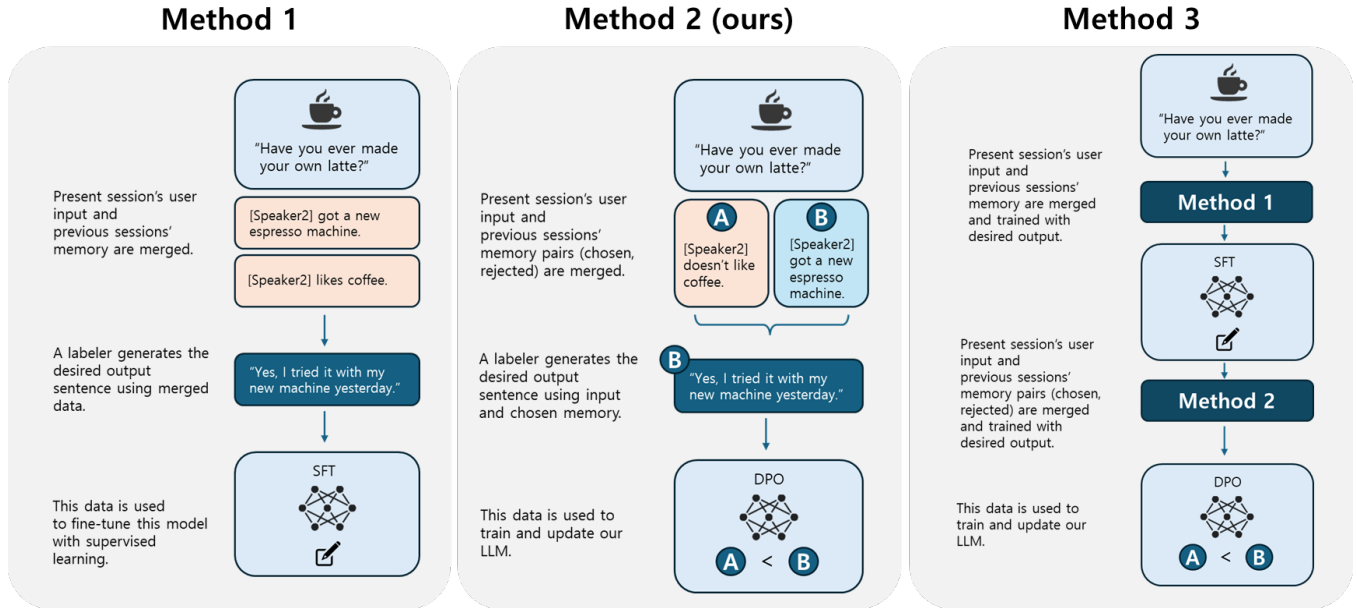 Method 1
“Have you ever made
your own latte?”
Present session’s user
input and
previous sessions’
memory are merged.
[Speaker2] got a new
espresso machine.
[Speaker2] likes coffee.
A labeler generates the
desired output
sentence using merged
data.
“Yes, I tried it with my
new machine yesterday.”
This data is used
to fine-tune this model
with supervised
learning.
SFT
Method 2 (ours)
“Have you ever made
your own latte?”
Present session’s user
input and
previous sessions’
memory pairs (chosen,
rejected) are merged.
A
[Speaker2]
doesn’t like
coffee.
B
[Speaker2]
got a new
espresso
machine.
A labeler generates the
desired output
sentence using input
and chosen memory.
B
“Yes, I tried it with my
new machine yesterday.”
This data is used to
train and update our
LLM.
DPO
A < B
Method 3
“Have you ever made
your own latte?”
Present session’s user
input and
previous sessions’
memory are merged
and trained with
desired output.
Method 1
SFT
Present session’s user
input and
previous sessions’
memory pairs (chosen,
rejected) are merged
and trained with
desired output.
Method 2
This data is used to
train and update our
LLM.
DPO
A < B